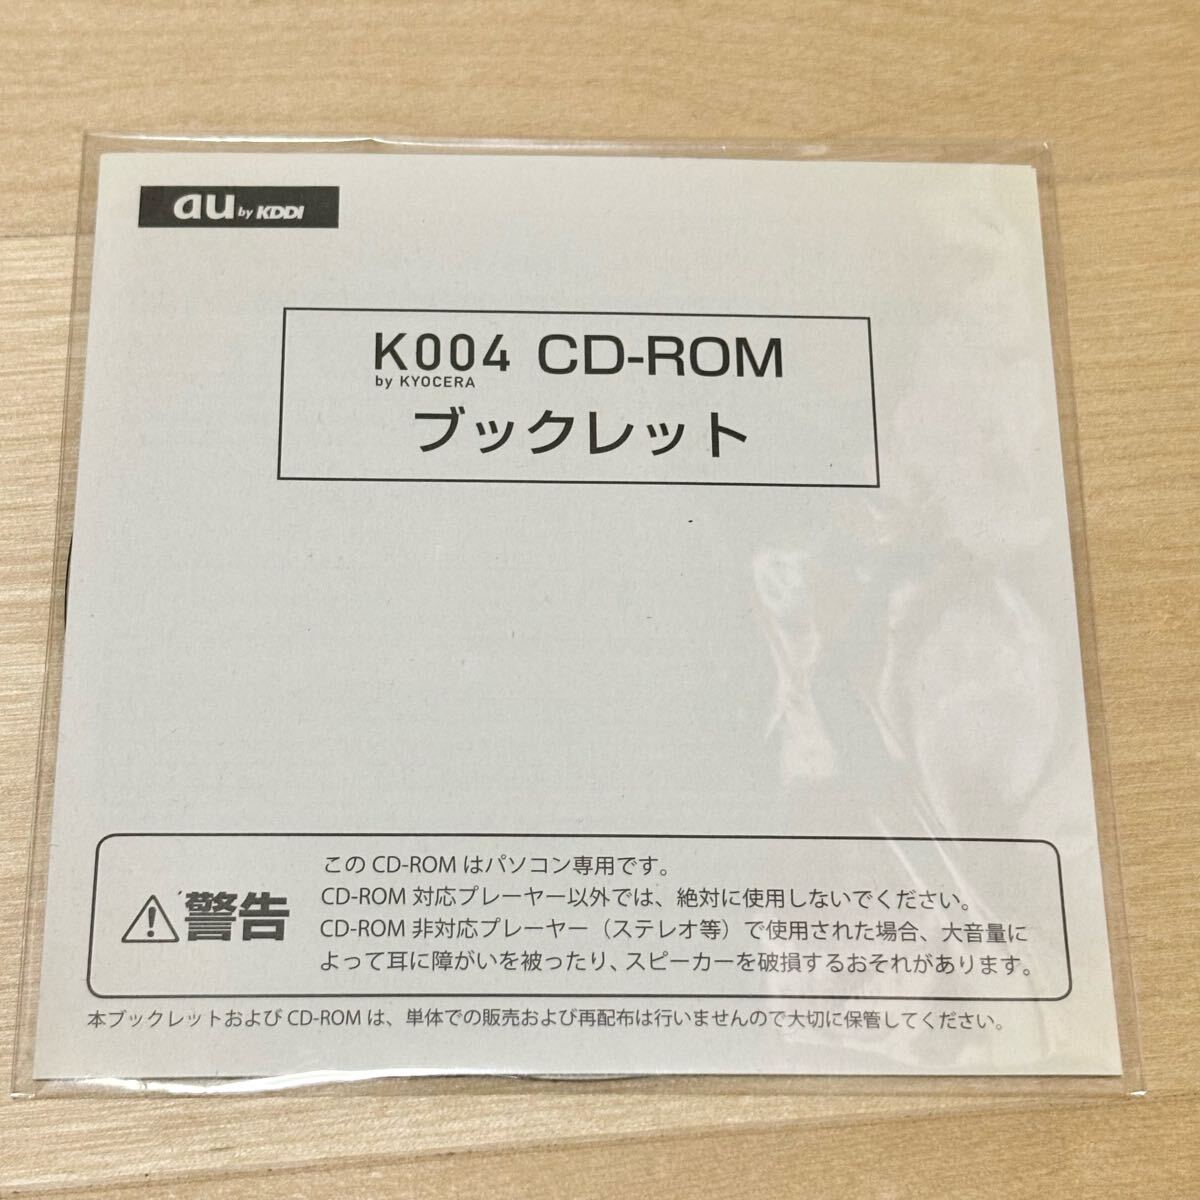 au by KDDI
K004 CD-ROM
by KYOCERA
ブックレット
このCD-ROMはパソコン専用です。
CD-ROM対応プレーヤー以外では、絶対に使用しないでください。
警告
CD-ROM非対応プレーヤー（ステレオ等）で使用された場合、大音量に
よって耳に障がいを被ったり、スピーカーを破損するおそれがあります。
本ブックレットおよびCD-ROMは、単体での販売および再配布は行いませんので大切に保管してください。